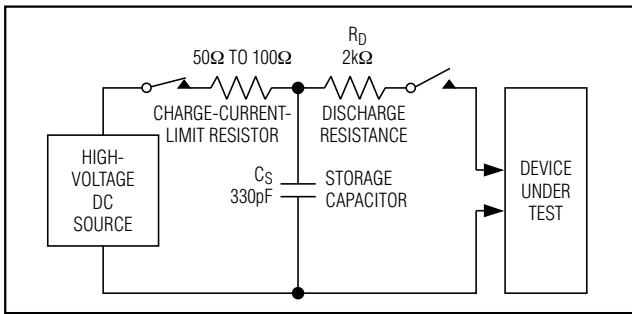 R_D
50Ω TO 100Ω
2kΩ
CHARGE-CURRENT-
LIMIT RESISTOR
DISCHARGE
RESISTANCE
HIGH-
VOLTAGE
DC
SOURCE
C_S
330pF
STORAGE
CAPACITOR
DEVICE
UNDER
TEST